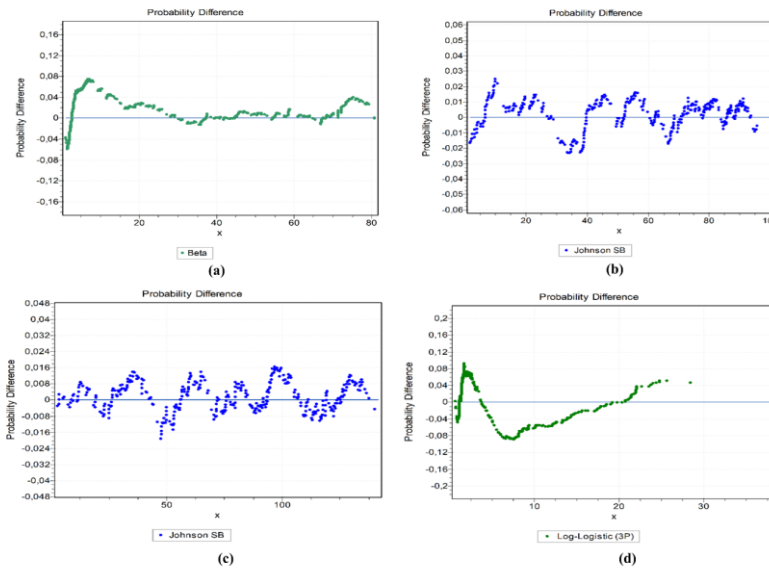 Probability Difference
0,16
0,12
0,08
0,04
0
-0,04
-0,08
-0,12
-0,16
Probability Difference
20 40 60 80
x
Beta
(a)
Probability Difference
0,06
0,05
0,04
0,03
0,02
0,01
0
-0,01
-0,02
-0,03
-0,04
-0,05
-0,06
Probability Difference
20 40 60 80
x
Johnson SB
(b)
Probability Difference
0,048
0,04
0,032
0,024
0,016
0,008
0
-0,008
-0,016
-0,024
-0,032
-0,04
-0,048
Probability Difference
50 100
x
Johnson SB
(c)
Probability Difference
0,2
0,16
0,12
0,08
0,04
0
-0,04
-0,08
-0,12
-0,16
-0,2
Probability Difference
10 20 30
x
Log-Logistic (3P)
(d)